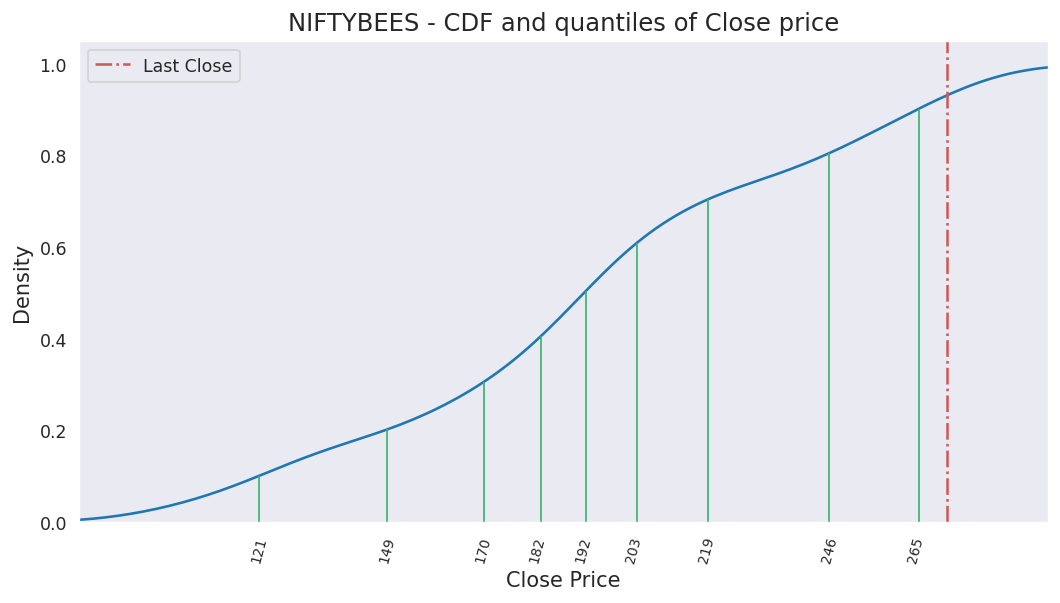 NIFTYBEES - CDF and quantiles of Close price
Last Close
Density
1.0
0.8
0.6
0.4
0.2
0.0
121 149 170 182 192 203 219 246 265
Close Price